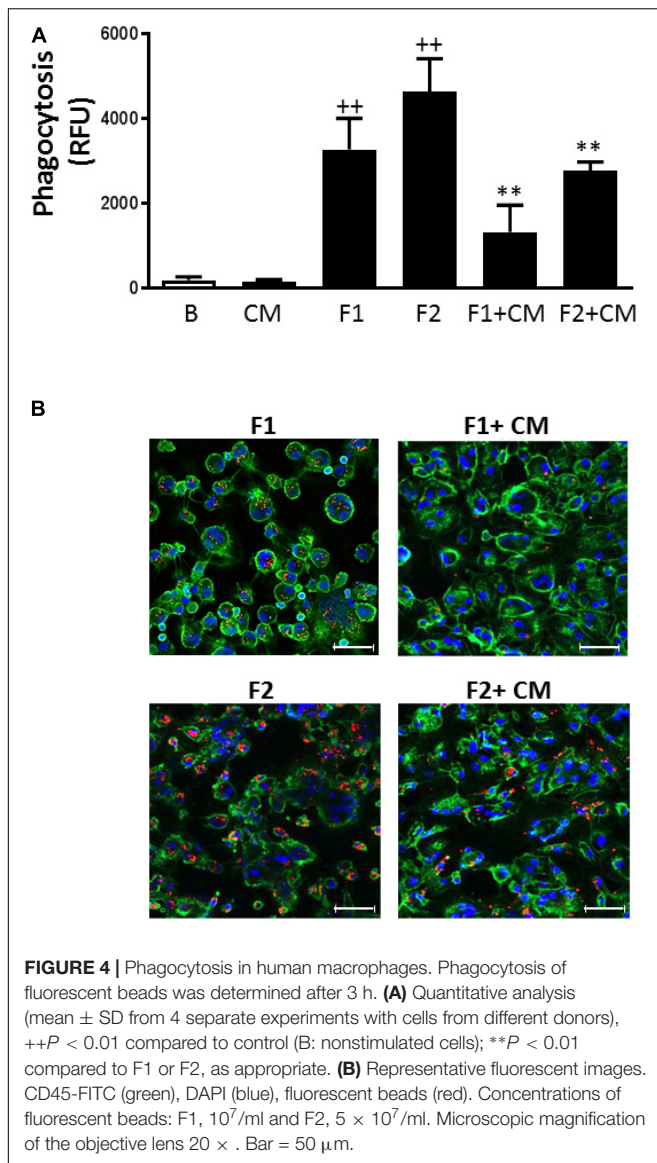 A
Phagocytosis
(RFU)
6000
4000
2000
0
++
++
**
**
B CM F1 F2 F1+CM F2+CM
B
F1 F1+ CM
F2 F2+ CM
FIGURE 4 | Phagocytosis in human macrophages. Phagocytosis of
fluorescent beads was determined after 3 h. (A) Quantitative analysis
(mean ± SD from 4 separate experiments with cells from different donors),
++P < 0.01 compared to control (B: nonstimulated cells); **P < 0.01
compared to F1 or F2, as appropriate. (B) Representative fluorescent images.
CD45-FITC (green), DAPI (blue), fluorescent beads (red). Concentrations of
fluorescent beads: F1, 10⁷/ml and F2, 5 × 10⁷/ml. Microscopic magnification
of the objective lens 20 × . Bar = 50 μm.